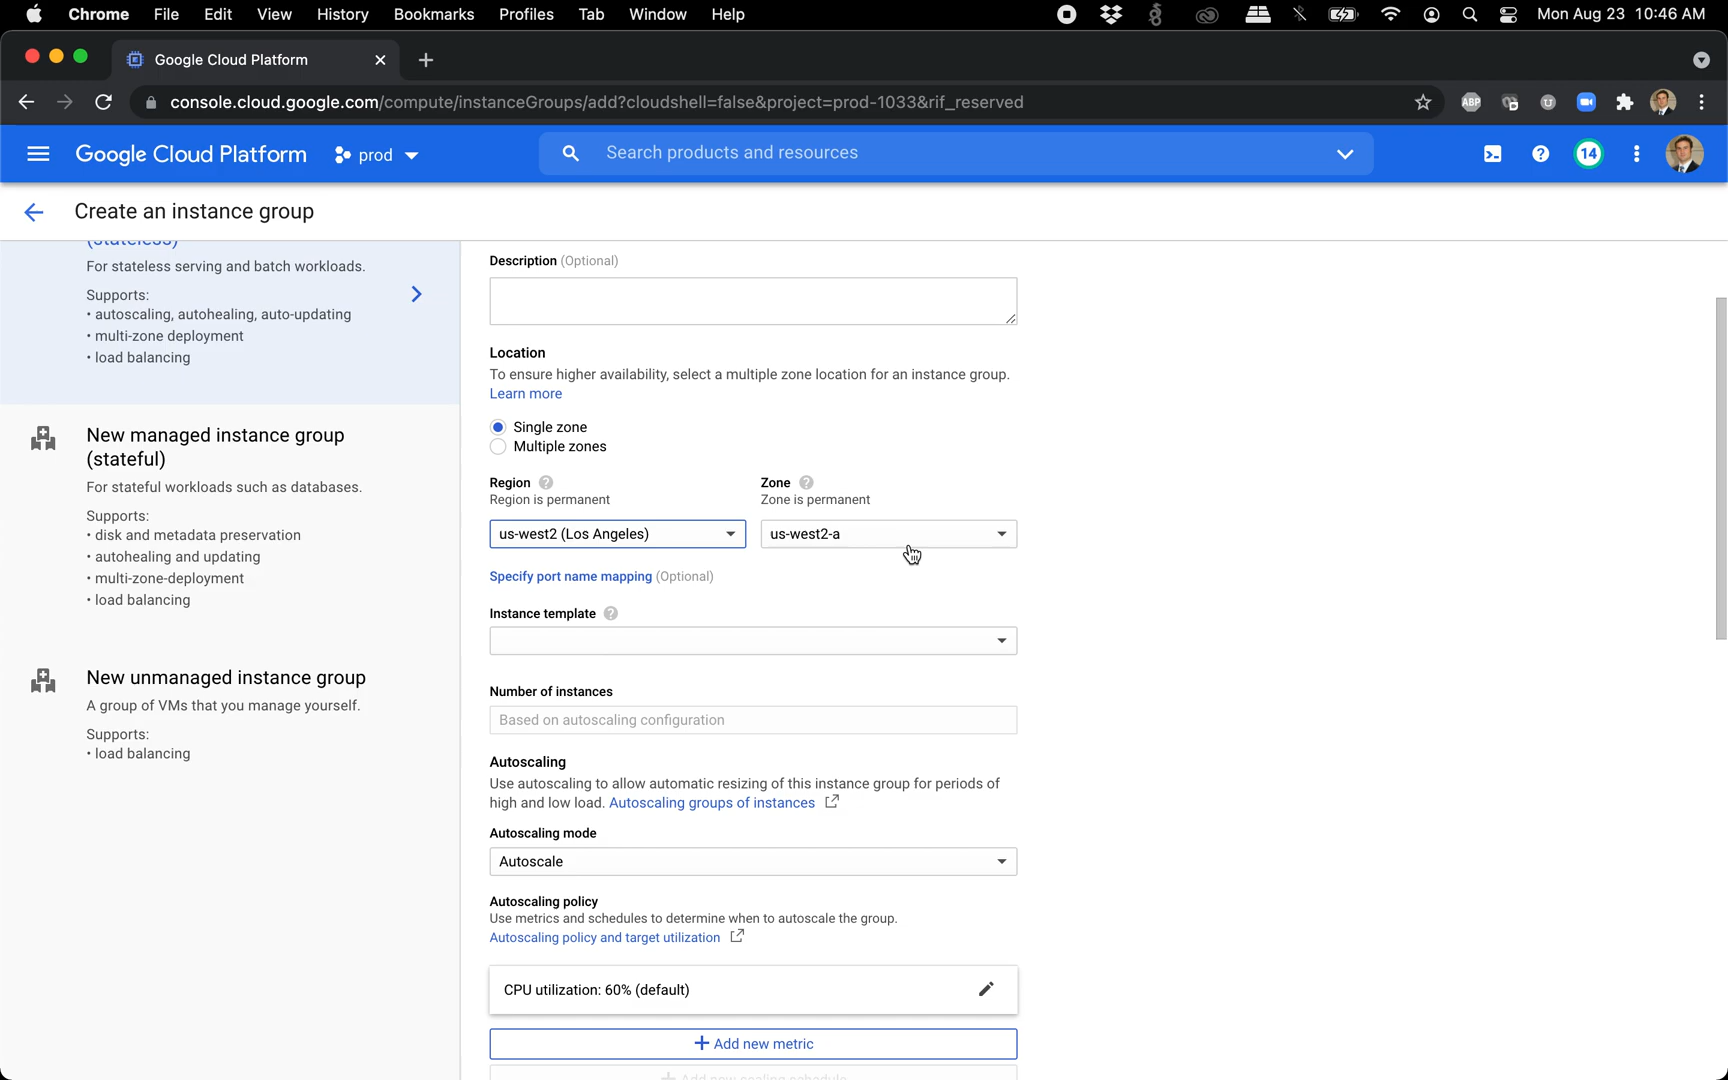 Chrome File Edit View History Bookmarks Profiles Tab Window Help Mon Aug 23 10:46 AM
Google Cloud Platform
console.cloud.google.com/compute/instanceGroups/add?cloudshell=false&project=prod-1033&rif_reserved
ABP
Google Cloud Platform prod Search products and resources 14
Create an instance group
(stateless)
For stateless serving and batch workloads.
Supports:
• autoscaling, autohealing, auto-updating
• multi-zone deployment
• load balancing
New managed instance group
(stateful)
For stateful workloads such as databases.
Supports:
• disk and metadata preservation
• autohealing and updating
• multi-zone-deployment
• load balancing
New unmanaged instance group
A group of VMs that you manage yourself.
Supports:
• load balancing
Description (Optional)
Location
To ensure higher availability, select a multiple zone location for an instance group.
Learn more
Single zone
Multiple zones
Region Zone
Region is permanent Zone is permanent
us-west2 (Los Angeles) us-west2-a
Specify port name mapping (Optional)
Instance template
Number of instances
Based on autoscaling configuration
Autoscaling
Use autoscaling to allow automatic resizing of this instance group for periods of
high and low load. Autoscaling groups of instances
Autoscaling mode
Autoscale
Autoscaling policy
Use metrics and schedules to determine when to autoscale the group.
Autoscaling policy and target utilization
CPU utilization: 60% (default)
+ Add new metric
+ Add new scaling schedule